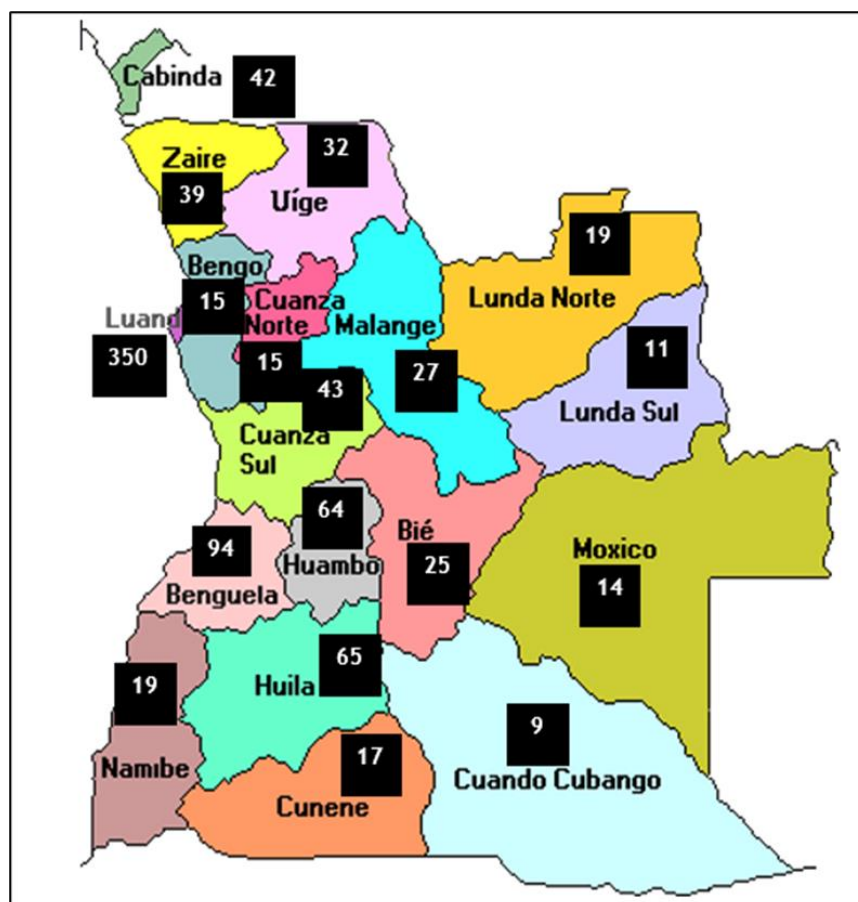 Cabinda
42
Zaire
39
32
Uíge
Bengo
15
Luand
350
Cuanza
Norte
15
Malange
27
19
Lunda Norte
11
Lunda Sul
43
Cuanza
Sul
64
Huambo
94
Benguela
Bié
25
Moxico
14
65
Huila
19
Namibe
17
Cunene
9
Cuando Cubango